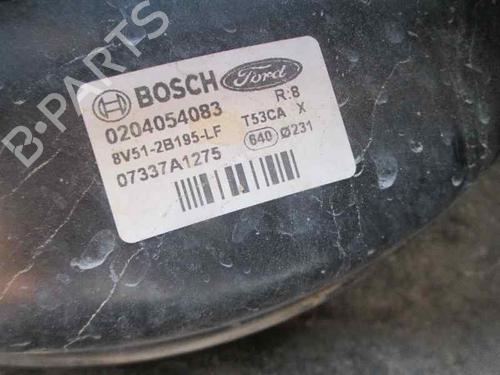 B-PARTS
BOSCH Ford
0204054083 R:8
8V51-2B195-LF T53CA X
07337A1275 640 Ø231